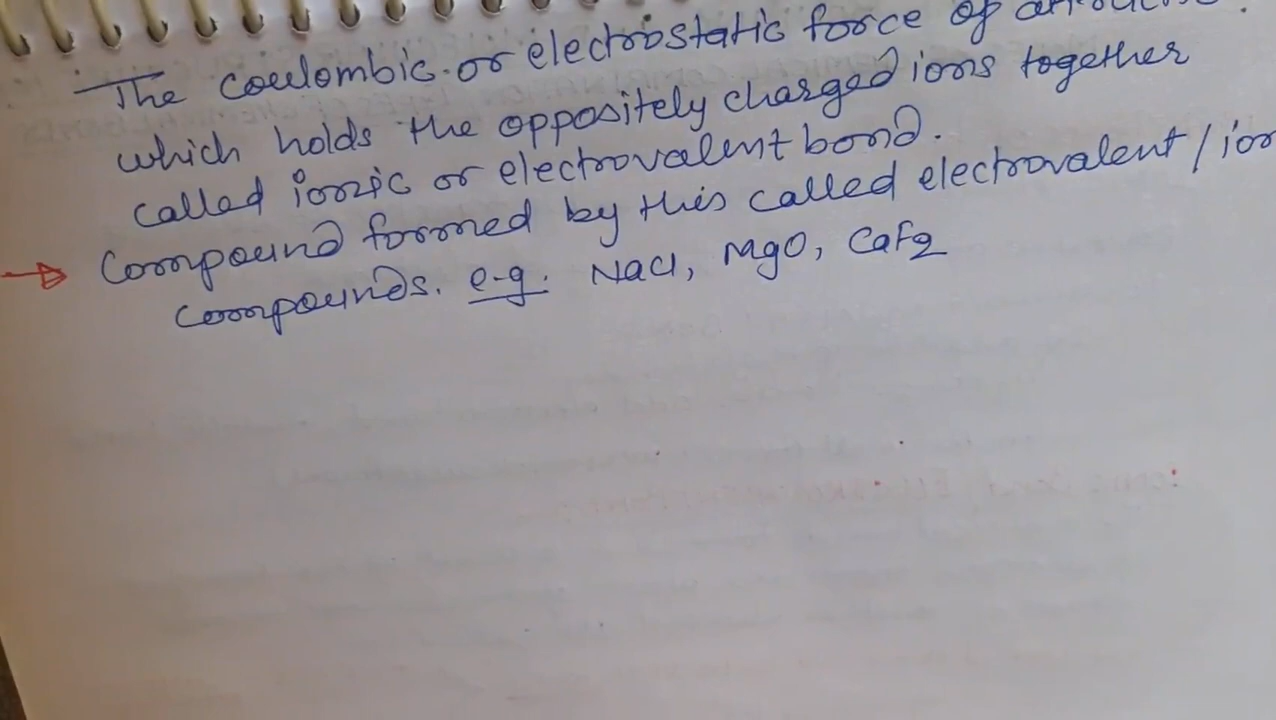 The coulombic or electrostatic force of
which holds the oppositely charged ions together
called ionic or electrovalent bond.
→ Compound formed by this called electrovalent / ion
compounds. e.g. NaCl, MgO, CaF2